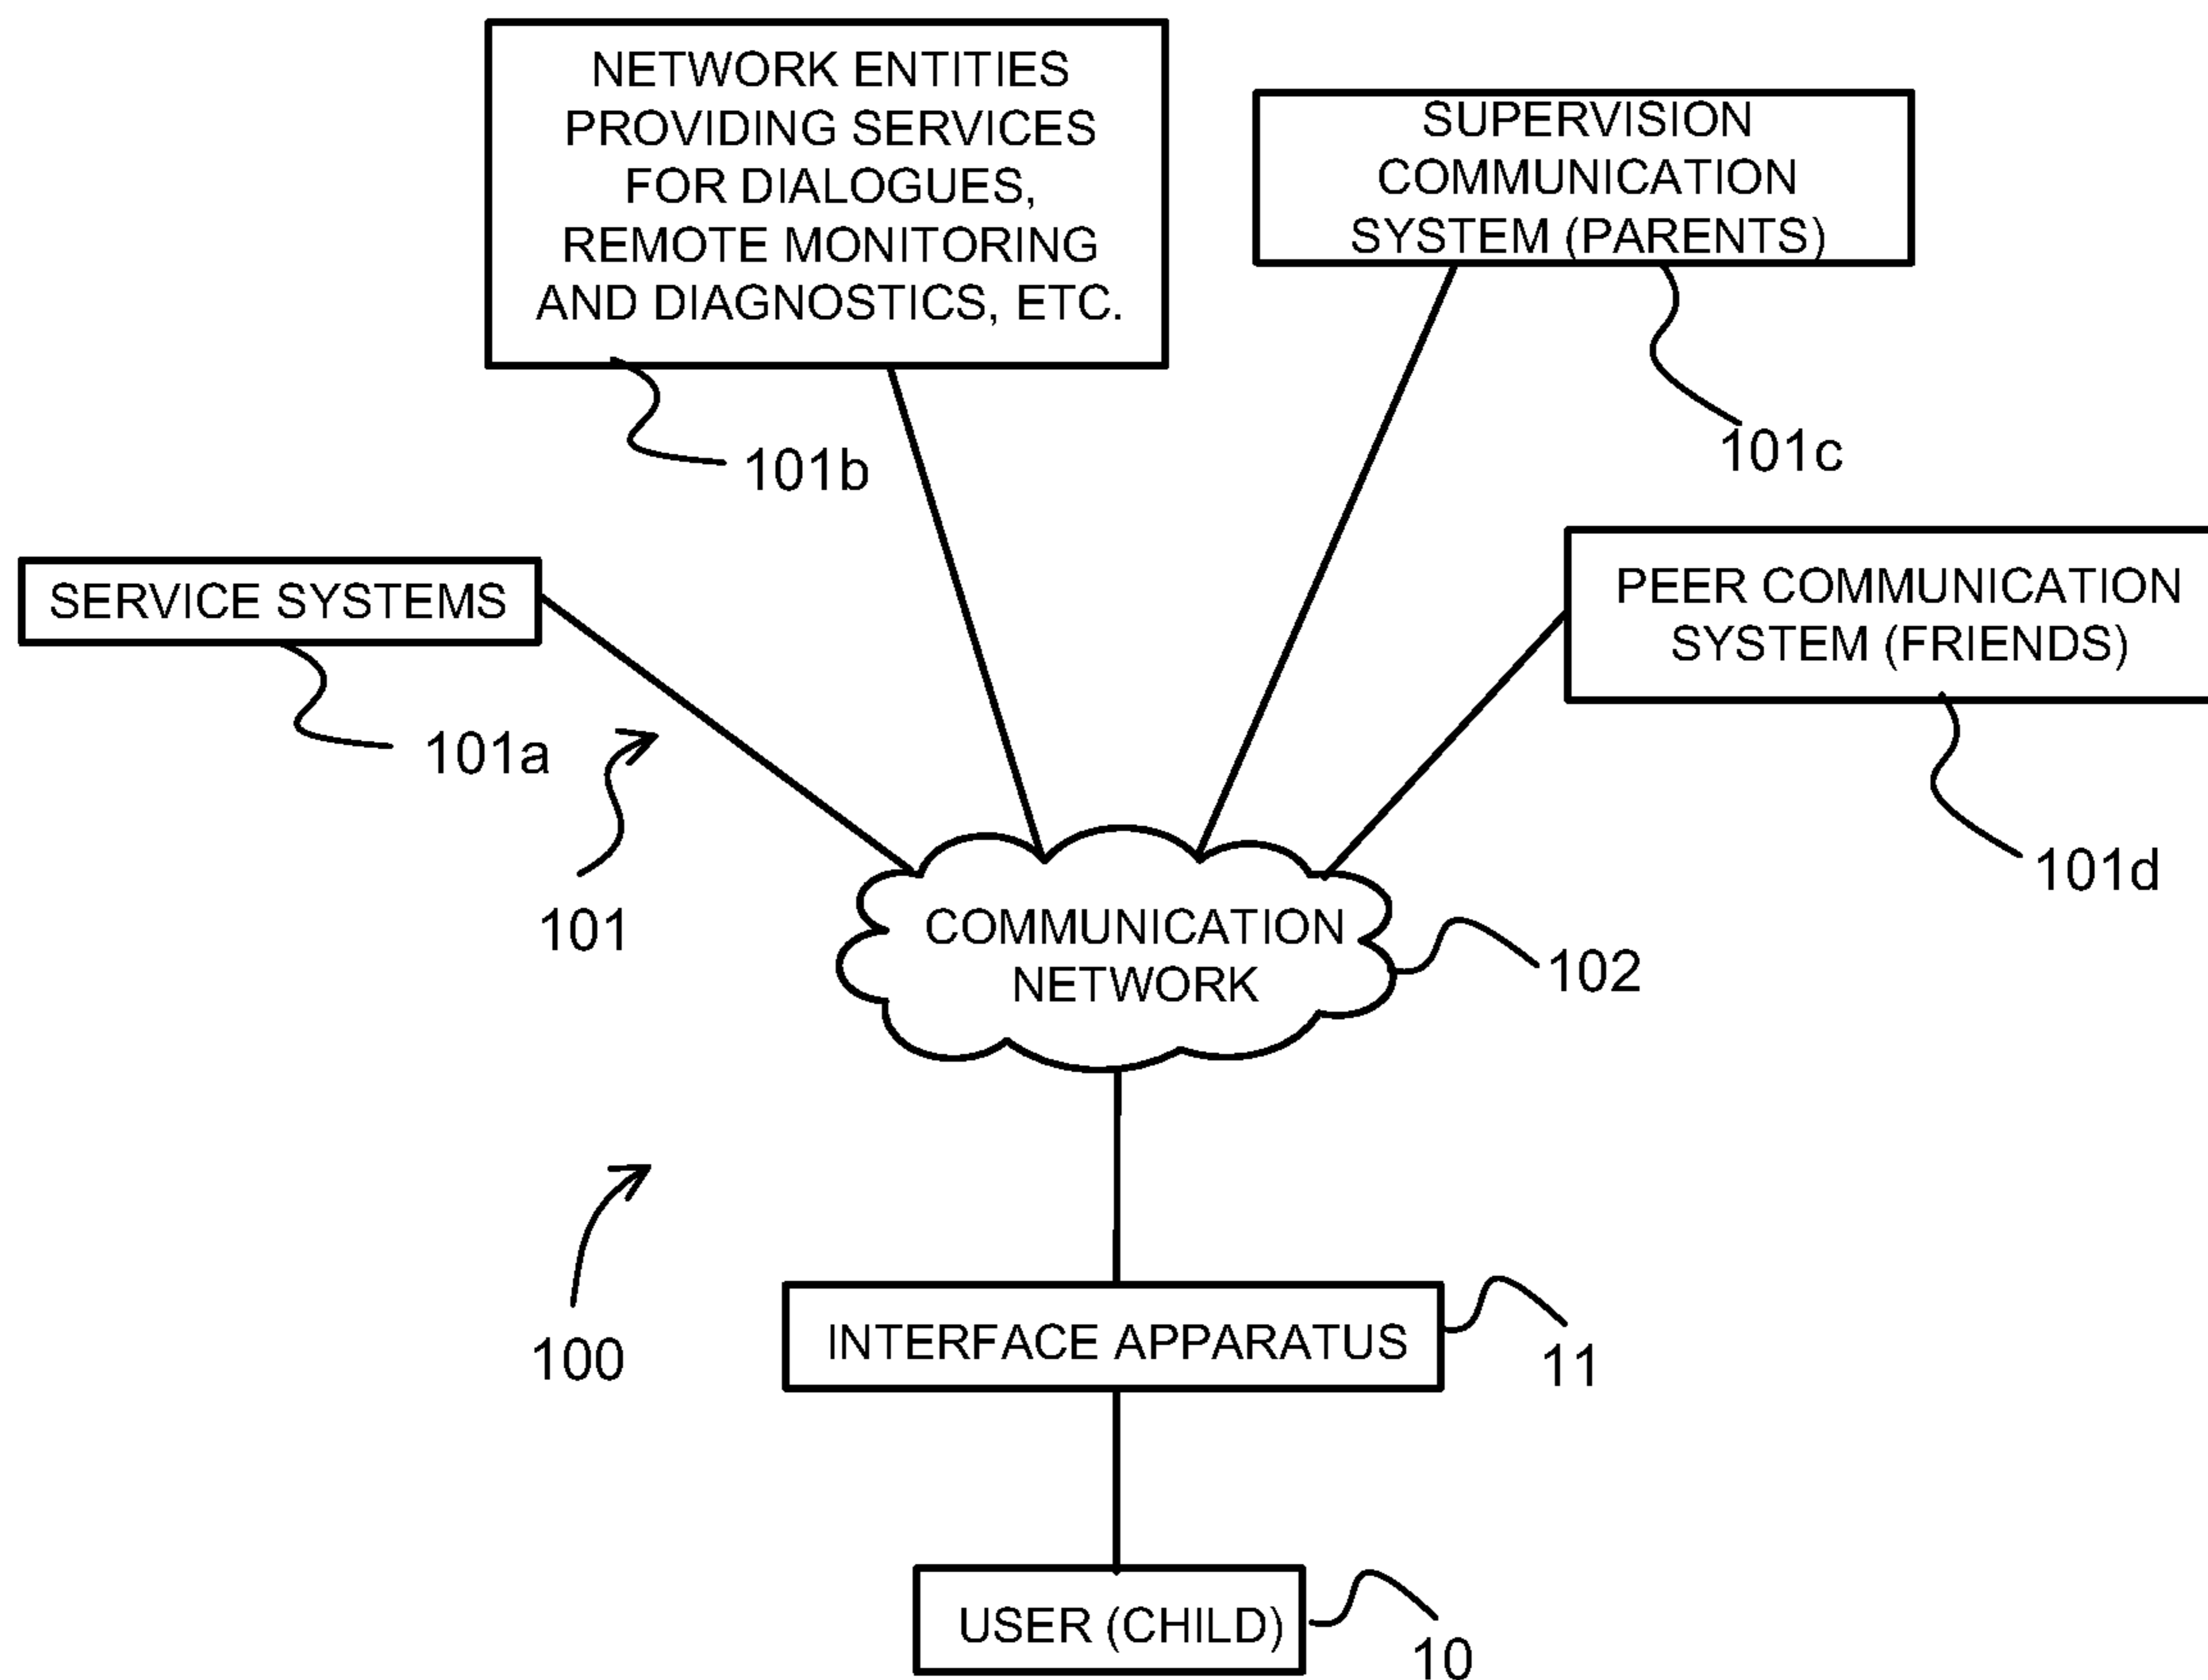 NETWORK ENTITIES
PROVIDING SERVICES
FOR DIALOGUES,
REMOTE MONITORING
AND DIAGNOSTICS, ETC.
101b
SUPERVISION
COMMUNICATION
SYSTEM (PARENTS)
101c
SERVICE SYSTEMS
101a
PEER COMMUNICATION
SYSTEM (FRIENDS)
101d
101
COMMUNICATION
NETWORK
102
100
INTERFACE APPARATUS
11
USER (CHILD)
10